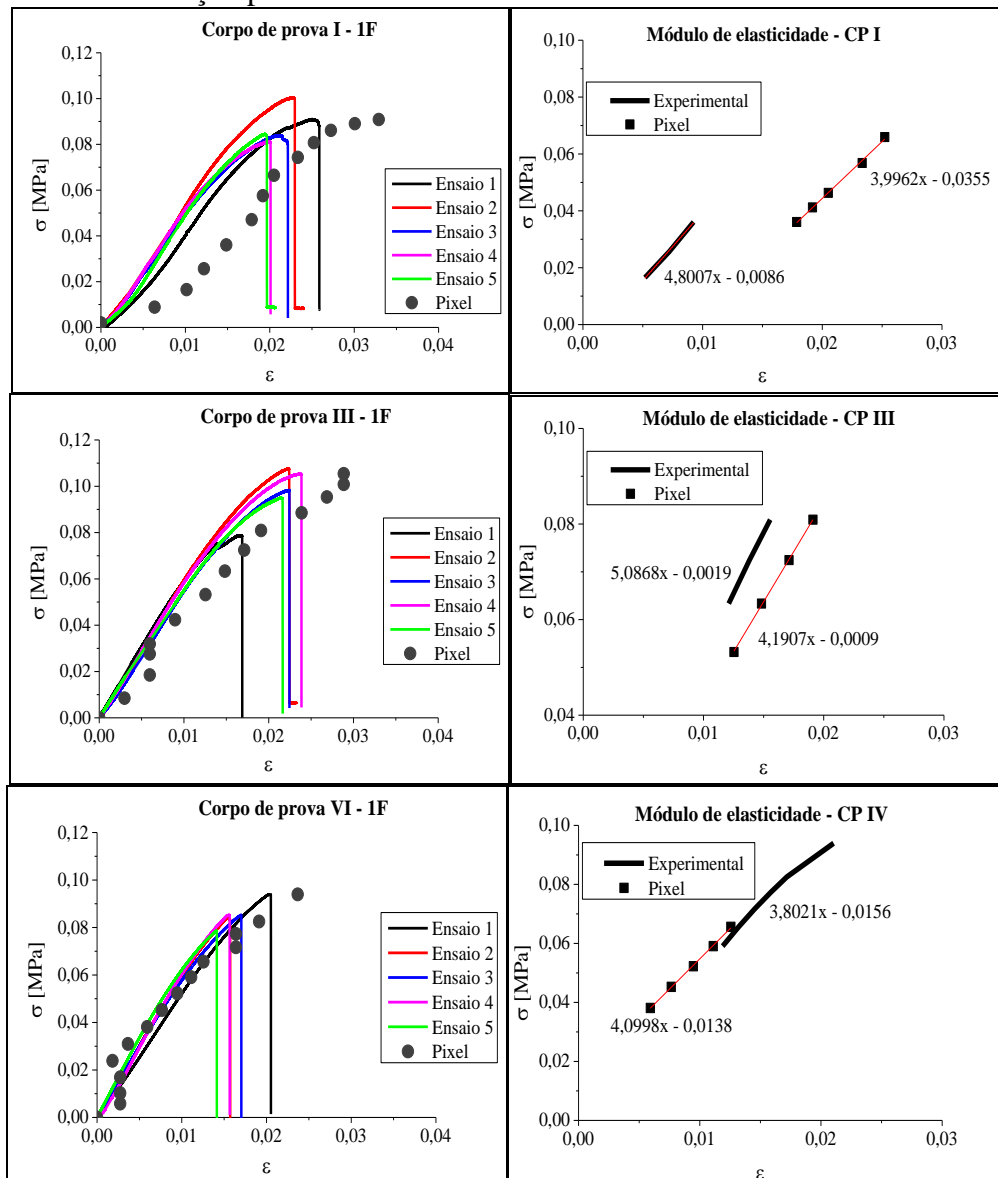 Corpo de prova I - 1F
σ [MPa]
0,12
0,10
0,08
0,06
0,04
0,02
0,00
0,00 0,01 0,02 0,03 0,04
ε
Ensaio 1
Ensaio 2
Ensaio 3
Ensaio 4
Ensaio 5
Pixel
Módulo de elasticidade - CP I
σ [MPa]
0,10
0,08
0,06
0,04
0,02
0,00
0,00 0,01 0,02 0,03
ε
Experimental
Pixel
3,9962x - 0,0355
4,8007x - 0,0086
Corpo de prova III - 1F
σ [MPa]
0,12
0,10
0,08
0,06
0,04
0,02
0,00
0,00 0,01 0,02 0,03 0,04
ε
Ensaio 1
Ensaio 2
Ensaio 3
Ensaio 4
Ensaio 5
Pixel
Módulo de elasticidade - CP III
σ [MPa]
0,10
0,08
0,06
0,04
0,00 0,01 0,02 0,03
ε
Experimental
Pixel
5,0868x - 0,0019
4,1907x - 0,0009
Corpo de prova VI - 1F
σ [MPa]
0,12
0,10
0,08
0,06
0,04
0,02
0,00
0,00 0,01 0,02 0,03 0,04
ε
Ensaio 1
Ensaio 2
Ensaio 3
Ensaio 4
Ensaio 5
Pixel
Módulo de elasticidade - CP IV
σ [MPa]
0,10
0,08
0,06
0,04
0,02
0,00
0,00 0,01 0,02 0,03
ε
Experimental
Pixel
3,8021x - 0,0156
4,0998x - 0,0138